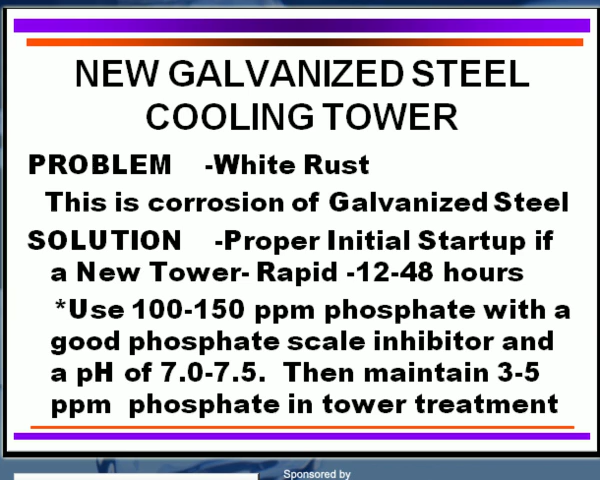 NEW GALVANIZED STEEL
COOLING TOWER
PROBLEM -White Rust
This is corrosion of Galvanized Steel
SOLUTION -Proper Initial Startup if
a New Tower- Rapid -12-48 hours
*Use 100-150 ppm phosphate with a
good phosphate scale inhibitor and
a pH of 7.0-7.5. Then maintain 3-5
ppm phosphate in tower treatment
Sponsored by